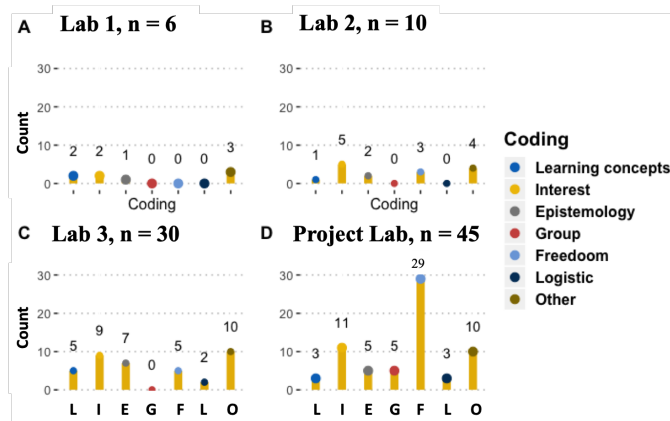 A Lab 1, n = 6
Count
30
20
10
0
2 2 1 0 0 0 3
Coding
B Lab 2, n = 10
30
20
10
0
1 5 2 0 3 0 4
Coding
C Lab 3, n = 30
Count
30
20
10
0
5 9 7 0 5 2 10
L I E G F L O
D Project Lab, n = 45
30
20
10
0
3 11 5 5 29 3 10
L I E G F L O
Coding
Learning concepts
Interest
Epistemology
Group
Freedoom
Logistic
Other